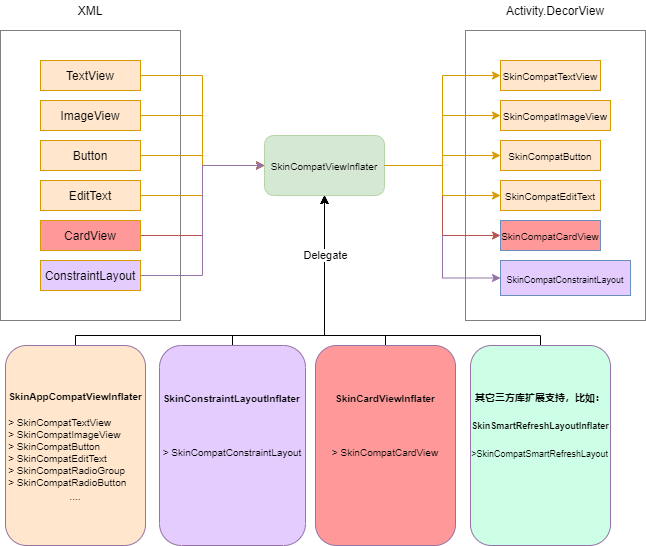 XML
Activity.DecorView
TextView
ImageView
Button
EditText
CardView
ConstraintLayout
SkinCompatViewInflater
Delegate
SkinCompatTextView
SkinCompatImageView
SkinCompatButton
SkinCompatEditText
SkinCompatCardView
SkinCompatConstraintLayout
SkinAppCompatViewInflater
> SkinCompatTextView
> SkinCompatImageView
> SkinCompatButton
> SkinCompatEditText
> SkinCompatRadioGroup
> SkinCompatRadioButton
....
SkinConstraintLayoutInflater
> SkinCompatConstraintLayout
SkinCardViewInflater
> SkinCompatCardView
其它三方库扩展支持，比如：
SkinSmartRefreshLayoutInflater
>SkinCompatSmartRefreshLayout